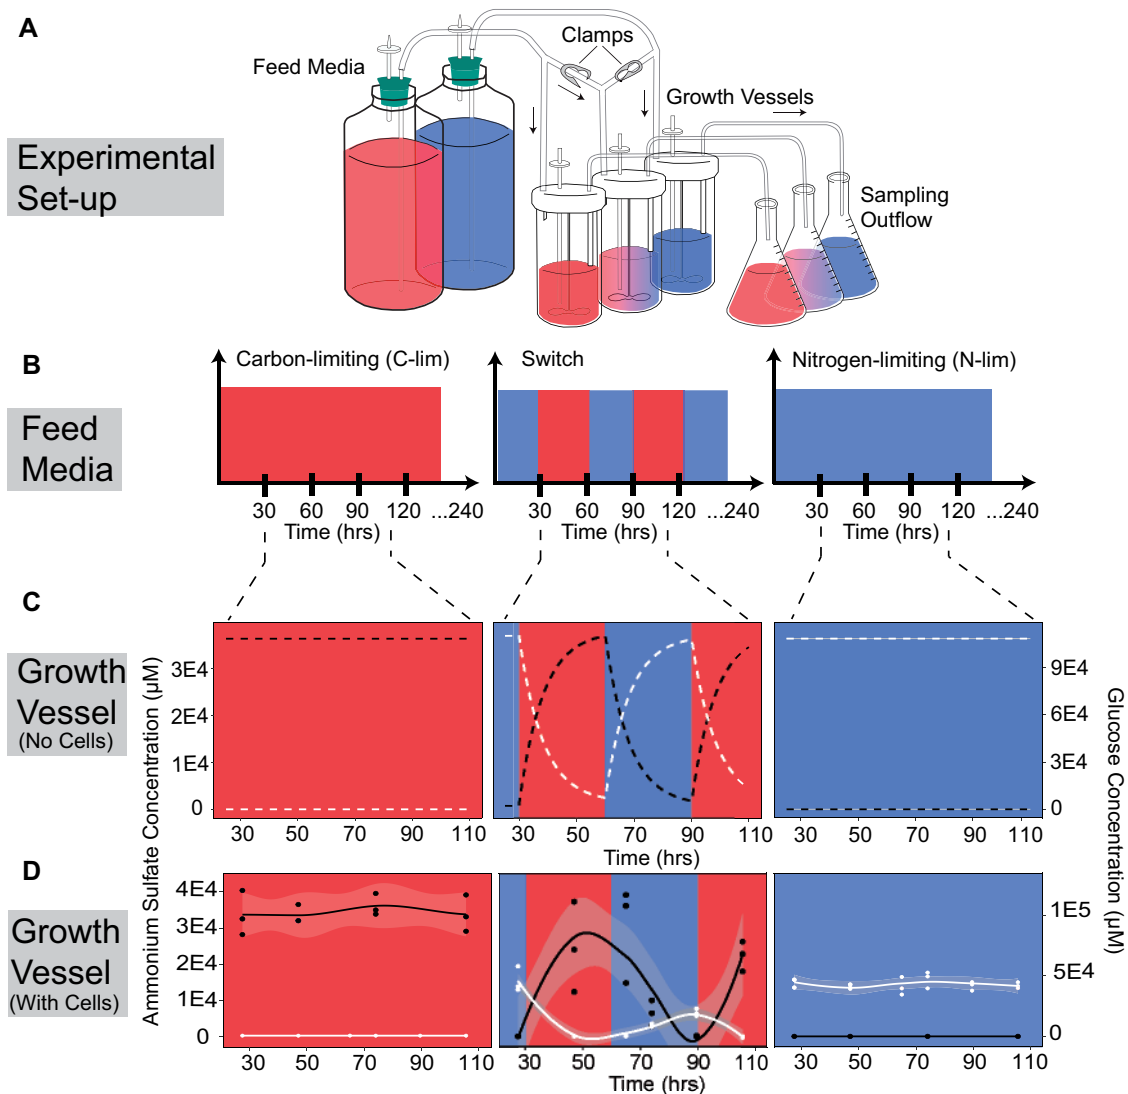 A
Experimental
Set-up
Feed Media
Clamps
Growth Vessels
Sampling
Outflow
B
Feed
Media
Carbon-limiting (C-lim)
30 60 90 120 ...240
Time (hrs)
Switch
30 60 90 120 ...240
Time (hrs)
Nitrogen-limiting (N-lim)
30 60 90 120 ...240
Time (hrs)
C
Growth
Vessel
(No Cells)
Ammonium Sulfate Concentration (µM)
3E4
2E4
1E4
0
30 50 70 90 110
30 50 70 90 110
Time (hrs)
30 50 70 90 110
9E4
6E4
3E4
0
Glucose Concentration (µM)
D
Growth
Vessel
(With Cells)
4E4
3E4
2E4
1E4
0
30 50 70 90 110
30 50 70 90 110
Time (hrs)
30 50 70 90 110
1E5
5E4
0